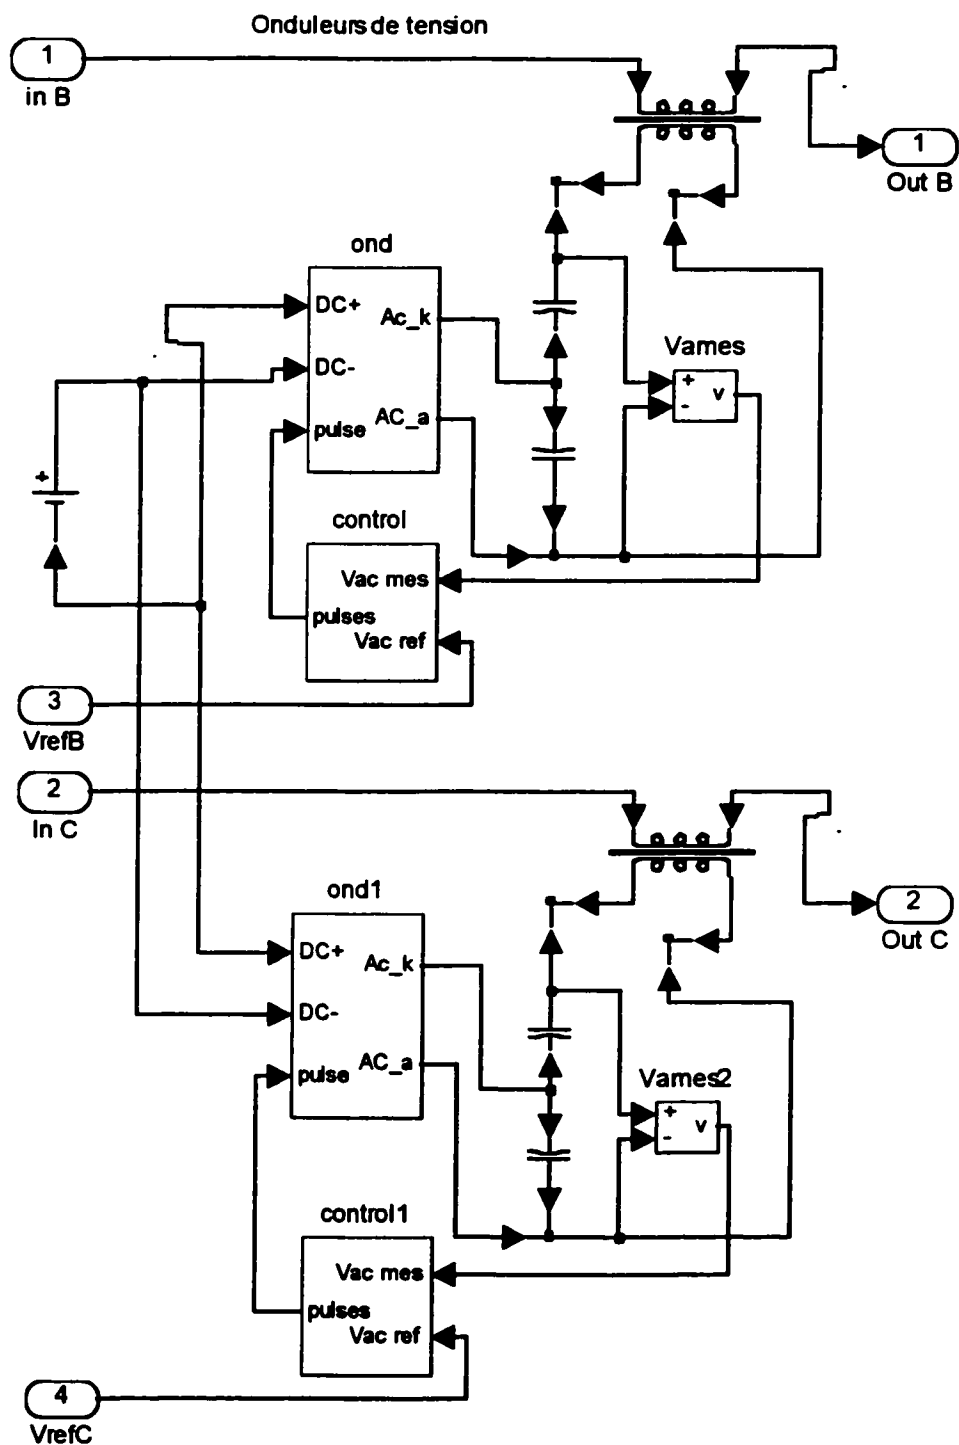 Onduleurs de tension
1
in B
1
Out B
ond
DC+
Ac_k
DC-
AC_a
pulse
Vames
+
-
v
+
control
Vac mes
pulses
Vac ref
3
VrefB
2
In C
2
Out C
ond1
DC+
Ac_k
DC-
AC_a
pulse
Vames2
+
-
v
control1
Vac mes
pulses
Vac ref
4
VrefC